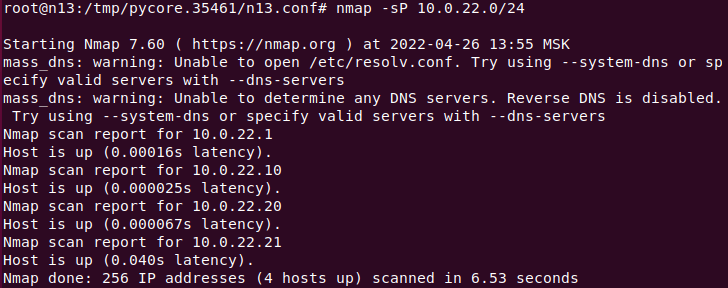 root@n13:/tmp/pycore.35461/n13.conf# nmap -sP 10.0.22.0/24
Starting Nmap 7.60 ( https://nmap.org ) at 2022-04-26 13:55 MSK
mass_dns: warning: Unable to open /etc/resolv.conf. Try using --system-dns or sp
ecify valid servers with --dns-servers
mass_dns: warning: Unable to determine any DNS servers. Reverse DNS is disabled.
 Try using --system-dns or specify valid servers with --dns-servers
Nmap scan report for 10.0.22.1
Host is up (0.00016s latency).
Nmap scan report for 10.0.22.10
Host is up (0.000025s latency).
Nmap scan report for 10.0.22.20
Host is up (0.000067s latency).
Nmap scan report for 10.0.22.21
Host is up (0.040s latency).
Nmap done: 256 IP addresses (4 hosts up) scanned in 6.53 seconds